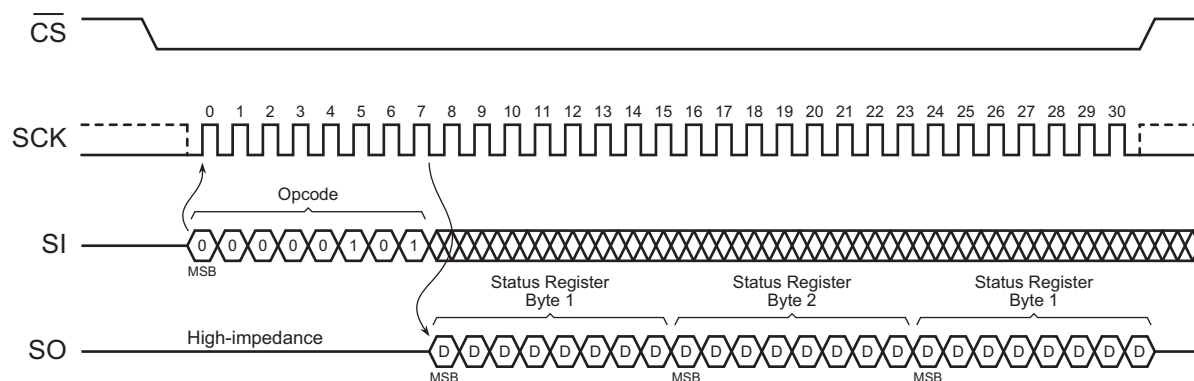 CS
0 1 2 3 4 5 6 7 8 9 10 11 12 13 14 15 16 17 18 19 20 21 22 23 24 25 26 27 28 29 30
SCK
Opcode
SI 0 0 0 0 0 1 0 1
MSB
Status Register
Byte 1
Status Register
Byte 2
Status Register
Byte 1
High-impedance
SO D D D D D D D D D D D D D D D D D D D D D D D D
MSB MSB MSB